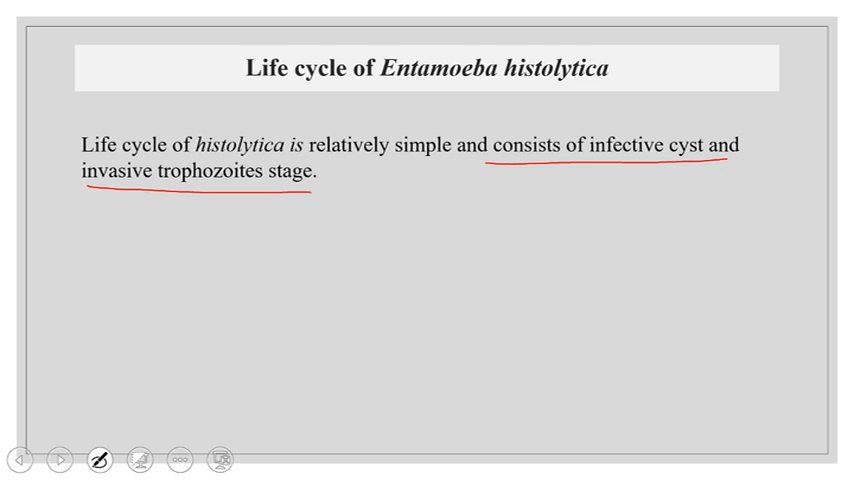 Life cycle of Entamoeba histolytica
Life cycle of histolytica is relatively simple and consists of infective cyst and
invasive trophozoites stage.